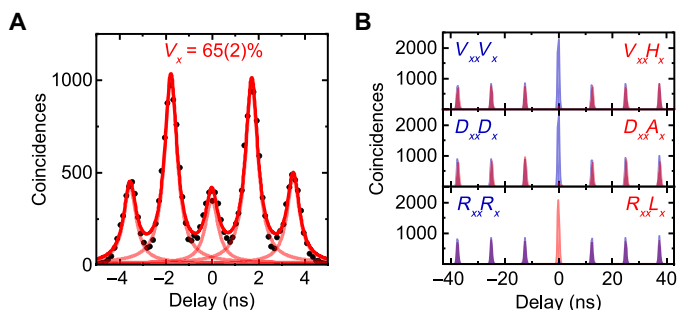 A
V_x = 65(2)%
Coincidences
1000
500
0
−4 −2 0 2 4
Delay (ns)
B
V_xxV_x V_xxH_x
2000
1000
D_xxD_x D_xxA_x
2000
1000
R_xxR_x R_xxL_x
2000
1000
Coincidences
−40 −20 0 20 40
Delay (ns)